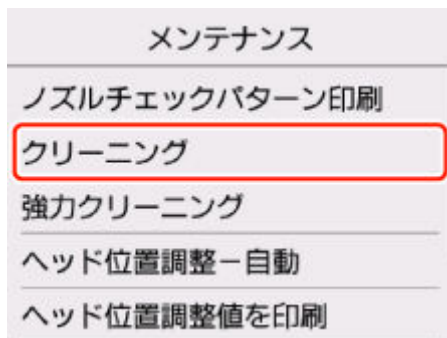 メンテナンス
ノズルチェックパターン印刷
クリーニング
強力クリーニング
ヘッド位置調整－自動
ヘッド位置調整値を印刷